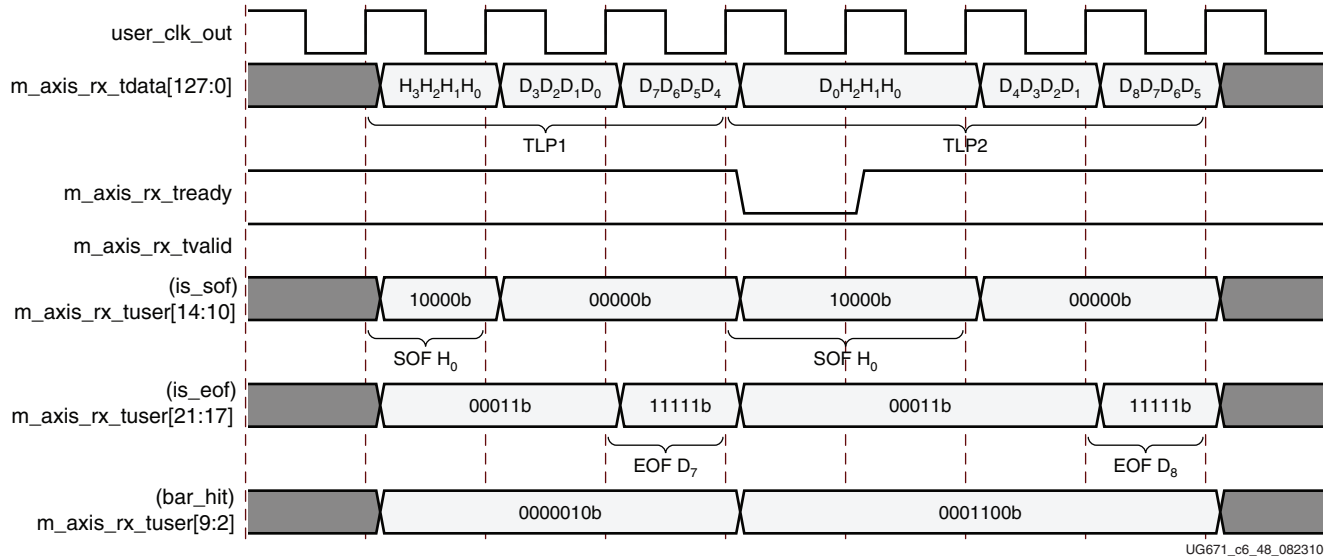 user_clk_out
m_axis_rx_tdata[127:0] H₃H₂H₁H₀ D₃D₂D₁D₀ D₇D₆D₅D₄ D₀H₂H₁H₀ D₄D₃D₂D₁ D₈D₇D₆D₅
TLP1 TLP2
m_axis_rx_tready
m_axis_rx_tvalid
(is_sof)
m_axis_rx_tuser[14:10] 10000b 00000b 10000b 00000b
SOF H₀ SOF H₀
(is_eof)
m_axis_rx_tuser[21:17] 00011b 11111b 00011b 11111b
EOF D₇ EOF D₈
(bar_hit)
m_axis_rx_tuser[9:2] 0000010b 0001100b
UG671_c6_48_082310